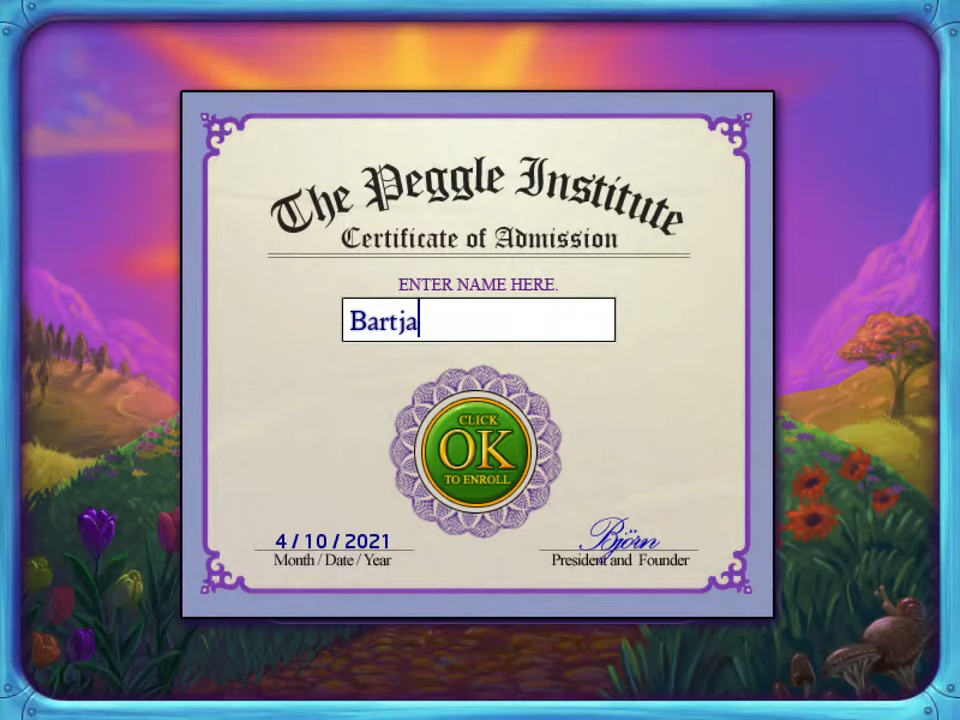 The Peggle Institute
Certificate of Admission
ENTER NAME HERE.
Bartja
CLICK
OK
TO ENROLL
4 / 10 / 2021
Month / Date / Year
Björn
President and Founder